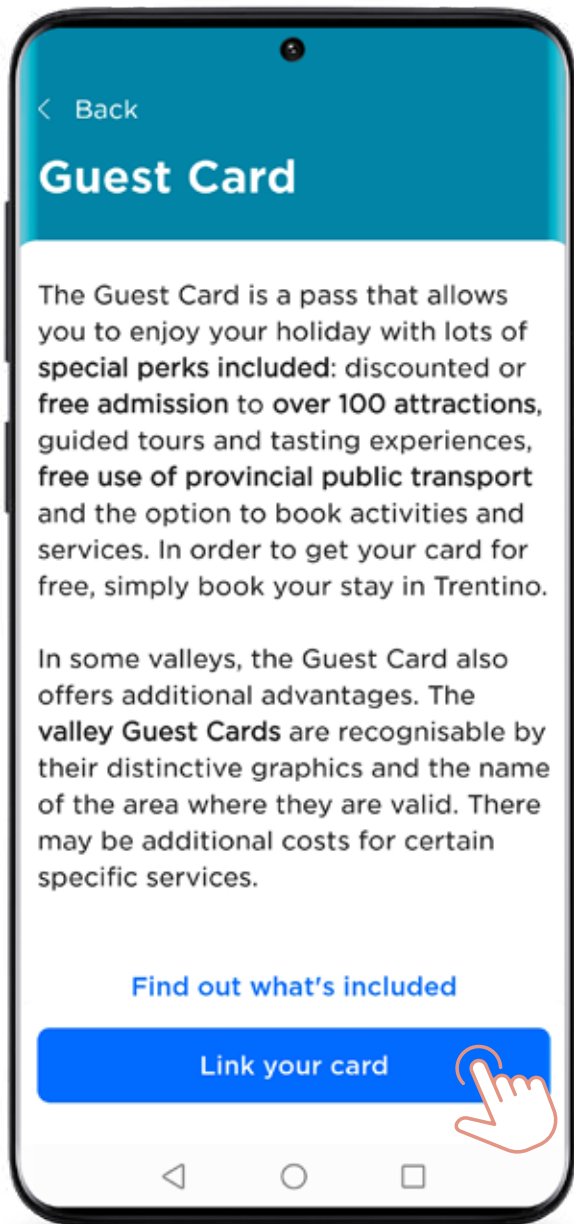 Back
Guest Card
The Guest Card is a pass that allows
you to enjoy your holiday with lots of
special perks included: discounted or
free admission to over 100 attractions,
guided tours and tasting experiences,
free use of provincial public transport
and the option to book activities and
services. In order to get your card for
free, simply book your stay in Trentino.
In some valleys, the Guest Card also
offers additional advantages. The
valley Guest Cards are recognisable by
their distinctive graphics and the name
of the area where they are valid. There
may be additional costs for certain
specific services.
Find out what's included
Link your card